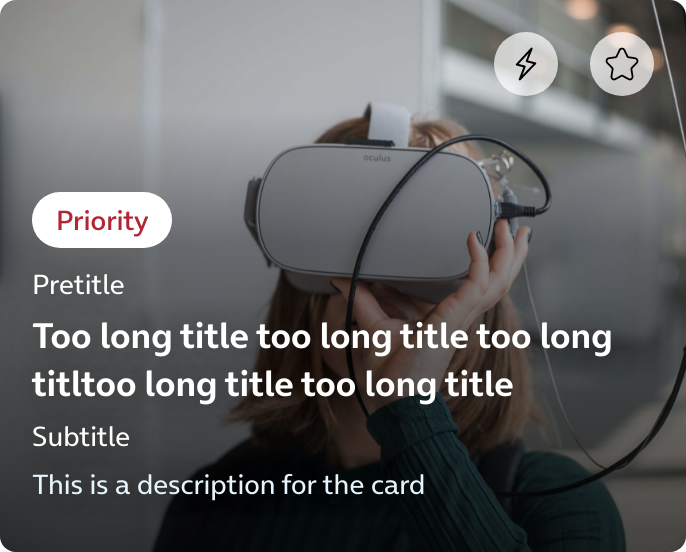 oculus
Priority
Pretitle
Too long title too long title too long
titltoo long title too long title
Subtitle
This is a description for the card